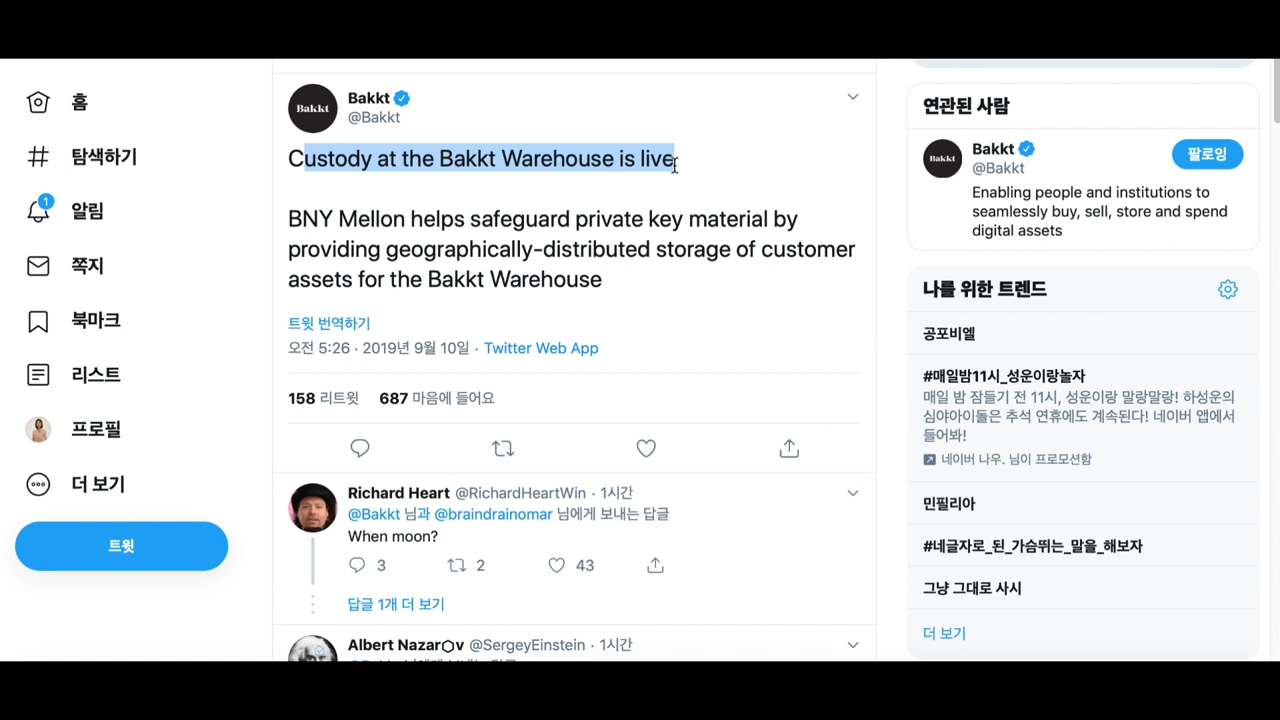 홈
탐색하기
1
알림
쪽지
북마크
리스트
프로필
더 보기
트윗
Bakkt
Bakkt
@Bakkt
Custody at the Bakkt Warehouse is live
BNY Mellon helps safeguard private key material by
providing geographically-distributed storage of customer
assets for the Bakkt Warehouse
트윗 번역하기
오전 5:26 · 2019년 9월 10일 · Twitter Web App
158 리트윗 687 마음에 들어요
Richard Heart @RichardHeartWin · 1시간
@Bakkt 님과 @braindrainomar 님에게 보내는 답글
When moon?
3 2 43
답글 1개 더 보기
Albert Nazar⬡v @SergeyEinstein · 1시간
연관된 사람
Bakkt
Bakkt
@Bakkt
팔로잉
Enabling people and institutions to
seamlessly buy, sell, store and spend
digital assets
나를 위한 트렌드
공포비엘
#매일밤11시_성운이랑놀자
매일 밤 잠들기 전 11시, 성운이랑 말랑말랑! 하성운의
심야아이돌은 추석 연휴에도 계속된다! 네이버 앱에서
들어봐!
네이버 나우. 님이 프로모션함
민필리아
#네글자로_된_가슴뛰는_말을_해보자
그냥 그대로 사시
더 보기